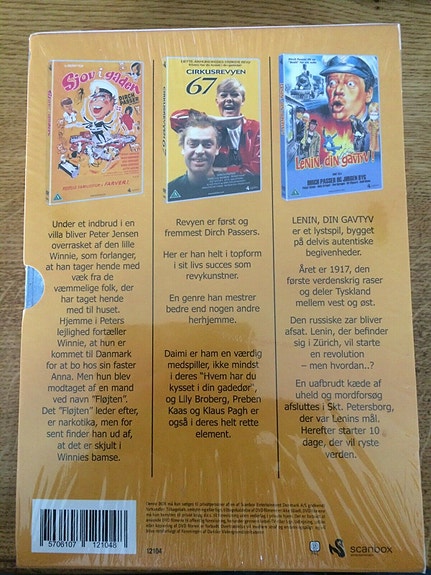 Sjov i gaden
CIRKUSREVYEN
67
LENIN, DIN GAVTYV
DIRCH PASSER OG JØRGEN RYG
Under et indbrud i en
villa bliver Peter Jensen
overrasket af den lille
Winnie, som forlanger,
at han tager hende med
væk fra de
væmmelige folk, der
har taget hende
med til huset.
Hjemme i Peters
lejlighed fortæller
Winnie, at hun er
kommet til Danmark
for at bo hos sin faster
Anna. Men hun blev
modtaget af en mand
ved navn "Fløjten".
Det "Fløjten" leder efter,
er narkotika, men for
sent finder han ud af,
at det er skjult i
Winnies bamse.
Revyen er først og
fremmest Dirch Passers.
Her er han helt i topform
i sit livs succes som
revykunstner.
En genre han mestrer
bedre end nogen andre
herhjemme.
Daimi er ham en værdig
medspiller, ikke mindst
i deres "Hvem har du
kysset i din gadedør",
og Lily Broberg, Preben
Kaas og Klaus Pagh er
også i deres helt rette
element.
LENIN, DIN GAVTYV
er et lystspil, bygget
på delvis autentiske
begivenheder.
Året er 1917, den
første verdenskrig raser
og deler Tyskland
mellem vest og øst.
Den russiske zar bliver
afsat. Lenin, der befinder
sig i Zürich, vil starte
en revolution
- men hvordan..?
En uafbrudt kæde af
uheld og mordforsøg
afsluttes i Skt. Petersborg,
der var Lenins mål.
Herefter starter 10
dage, der vil ryste
verden.
5706107 121048
12104
scanbox